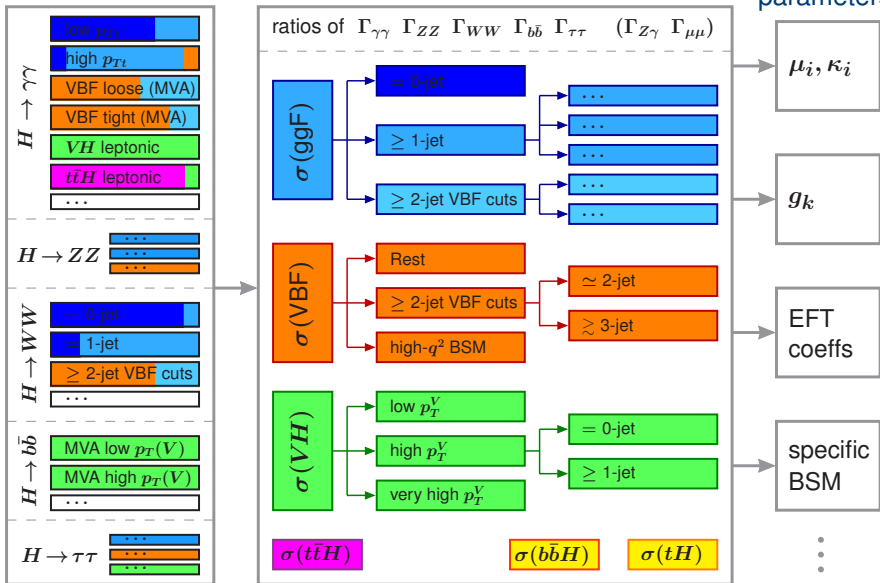 parameters
H → γγ
low p_Tt
high p_Tt
VBF loose (MVA)
VBF tight (MVA)
VH leptonic
tt̄H leptonic
...
H → ZZ
...
...
...
H → WW
= 0-jet
= 1-jet
≥ 2-jet VBF cuts
...
H → bb̄
MVA low p_T(V)
MVA high p_T(V)
...
H → ττ
...
...
...
ratios of Γ_γγ Γ_ZZ Γ_WW Γ_bb̄ Γ_ττ (Γ_Zγ Γ_μμ)
σ(ggF)
= 0-jet
≥ 1-jet
≥ 2-jet VBF cuts
...
...
...
...
...
σ(VBF)
Rest
≥ 2-jet VBF cuts
high-q² BSM
≃ 2-jet
≳ 3-jet
σ(VH)
low p_T^V
high p_T^V
very high p_T^V
= 0-jet
≥ 1-jet
σ(tt̄H)
σ(bb̄H)
σ(tH)
μ_i, κ_i
g_k
EFT
coeffs
specific
BSM
⋮